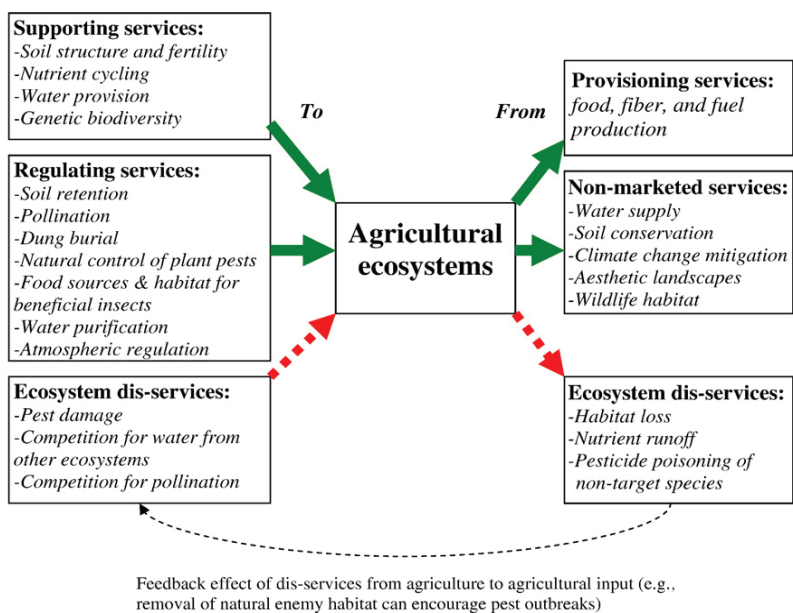 Supporting services:
-Soil structure and fertility
-Nutrient cycling
-Water provision
-Genetic biodiversity
Regulating services:
-Soil retention
-Pollination
-Dung burial
-Natural control of plant pests
-Food sources & habitat for
beneficial insects
-Water purification
-Atmospheric regulation
Ecosystem dis-services:
-Pest damage
-Competition for water from
other ecosystems
-Competition for pollination
To
Agricultural
ecosystems
From
Provisioning services:
food, fiber, and fuel
production
Non-marketed services:
-Water supply
-Soil conservation
-Climate change mitigation
-Aesthetic landscapes
-Wildlife habitat
Ecosystem dis-services:
-Habitat loss
-Nutrient runoff
-Pesticide poisoning of
non-target species
Feedback effect of dis-services from agriculture to agricultural input (e.g.,
removal of natural enemy habitat can encourage pest outbreaks)